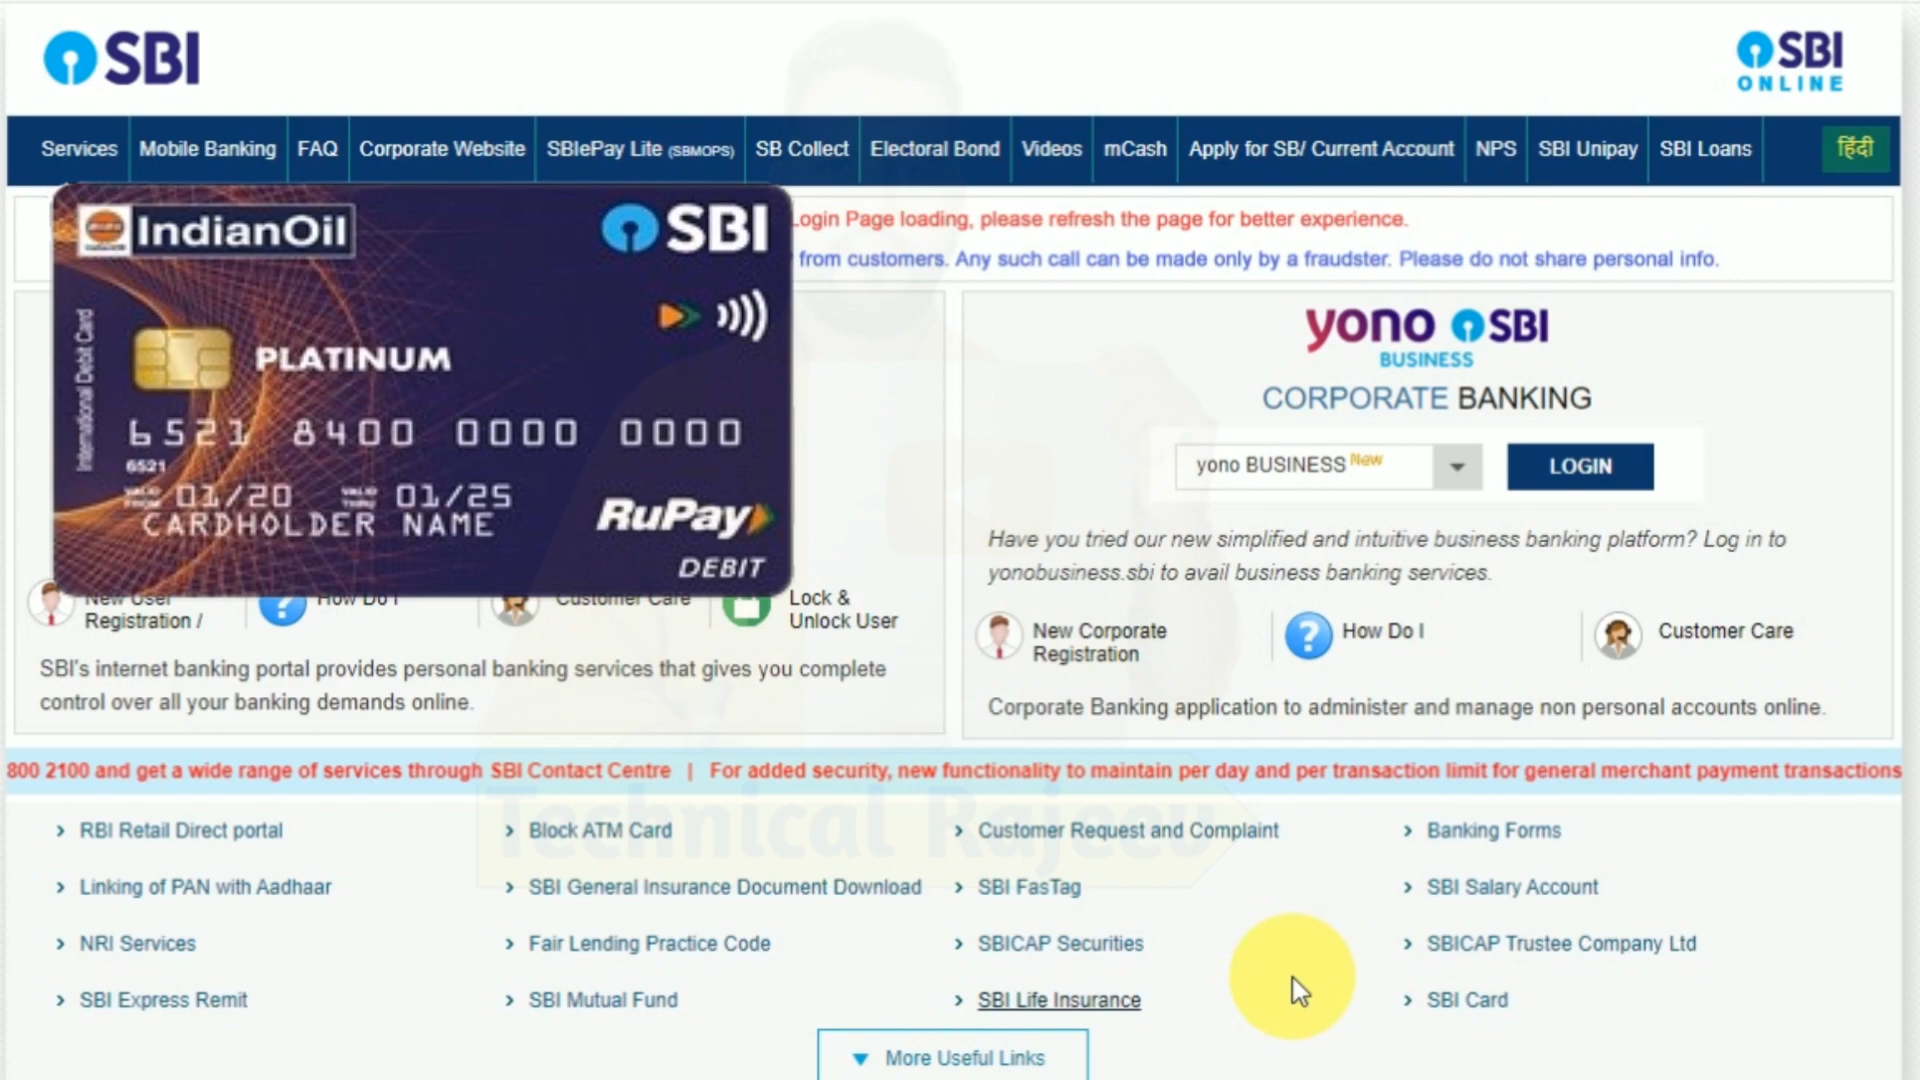 SBI
SBI
ONLINE
Services
Mobile Banking
FAQ
Corporate Website
SBIePay Lite (SBMOPS)
SB Collect
Electoral Bond
Videos
mCash
Apply for SB/ Current Account
NPS
SBI Unipay
SBI Loans
हिंदी
Login Page loading, please refresh the page for better experience.
from customers. Any such call can be made only by a fraudster. Please do not share personal info.
IndianOil
SBI
International Debit Card
PLATINUM
6521 8400 0000 0000
6521
VALID FROM 01/20 VALID THRU 01/25
CARDHOLDER NAME
RuPay
DEBIT
yono SBI
BUSINESS
CORPORATE BANKING
yono BUSINESS New
LOGIN
Have you tried our new simplified and intuitive business banking platform? Log in to
yonobusiness.sbi to avail business banking services.
New User
Registration /
How Do I
Customer Care
Lock &
Unlock User
New Corporate
Registration
How Do I
Customer Care
SBI's internet banking portal provides personal banking services that gives you complete
control over all your banking demands online.
Corporate Banking application to administer and manage non personal accounts online.
800 2100 and get a wide range of services through SBI Contact Centre | For added security, new functionality to maintain per day and per transaction limit for general merchant payment transactions
Technical Rajeev
RBI Retail Direct portal
Block ATM Card
Customer Request and Complaint
Banking Forms
Linking of PAN with Aadhaar
SBI General Insurance Document Download
SBI FasTag
SBI Salary Account
NRI Services
Fair Lending Practice Code
SBICAP Securities
SBICAP Trustee Company Ltd
SBI Express Remit
SBI Mutual Fund
SBI Life Insurance
SBI Card
More Useful Links